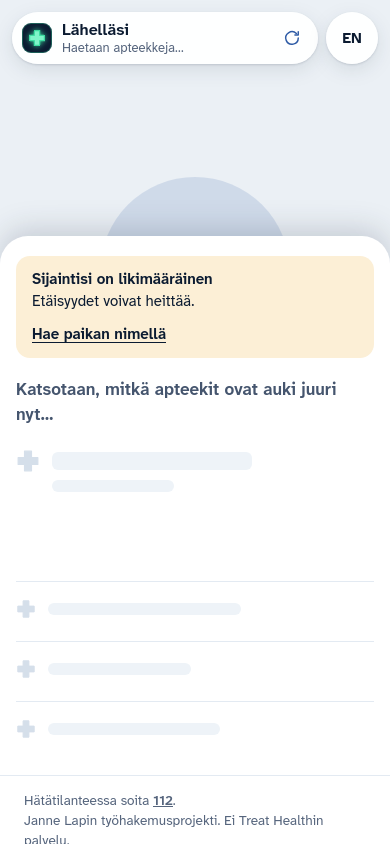 Lähelläsi
Haetaan apteekkeja…
EN
Sijaintisi on likimääräinen
Etäisyydet voivat heittää.
Hae paikan nimellä
Katsotaan, mitkä apteekit ovat auki juuri
nyt…
Hätätilanteessa soita 112.
Janne Lapin työhakemusprojekti. Ei Treat Healthin
palvelu.